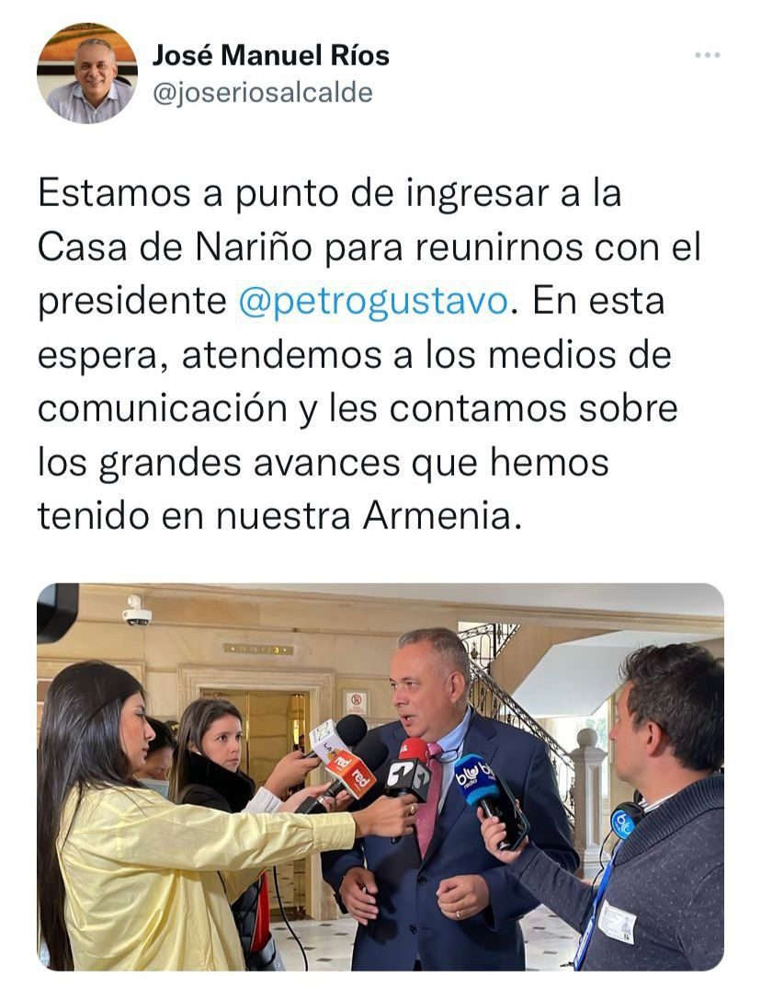 José Manuel Ríos
@joseriosalcalde
Estamos a punto de ingresar a la
Casa de Nariño para reunirnos con el
presidente @petrogustavo. En esta
espera, atendemos a los medios de
comunicación y les contamos sobre
los grandes avances que hemos
tenido en nuestra Armenia.
red
red
blu
radio